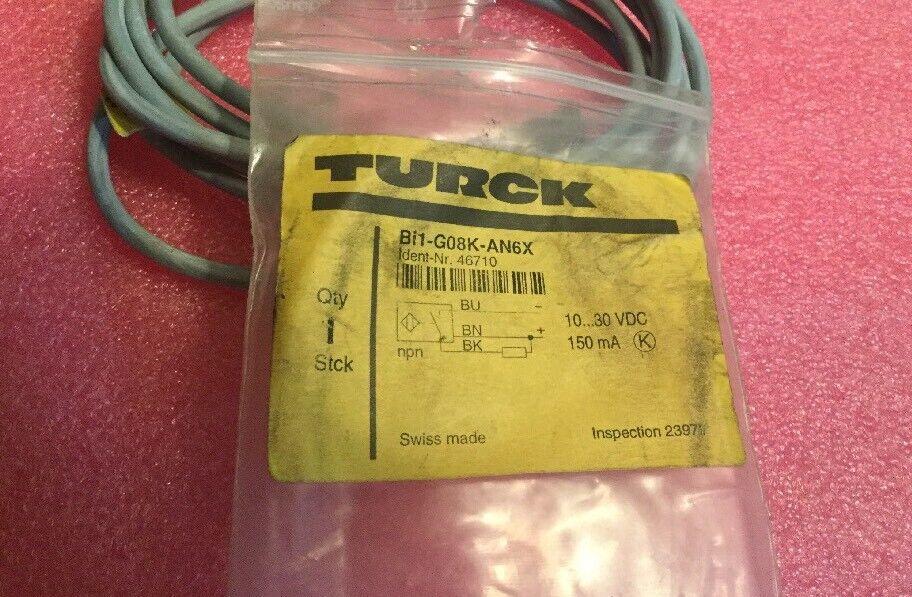 TURCK
Bi1-G08K-AN6X
Ident-Nr. 46710
Qty
1
Stck
BU -
BN +
BK
npn
10...30 VDC
150 mA K
Swiss made
Inspection